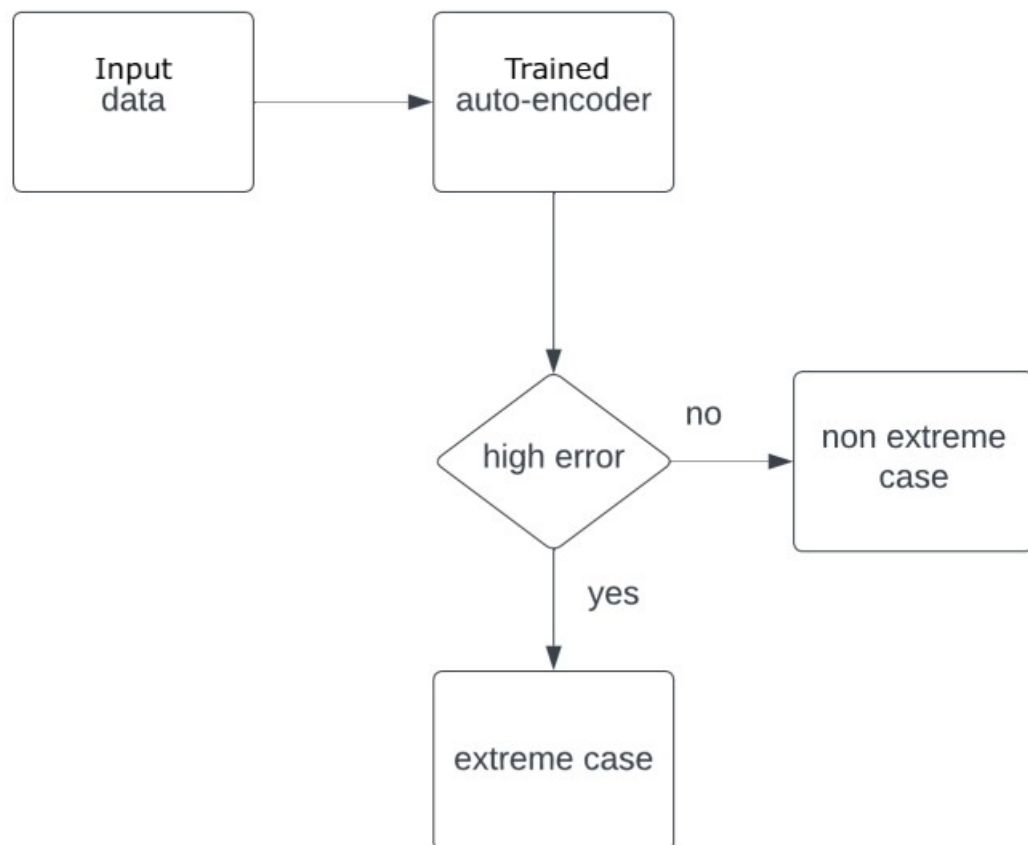 Input
data
Trained
auto-encoder
high error
no
non extreme
case
yes
extreme case